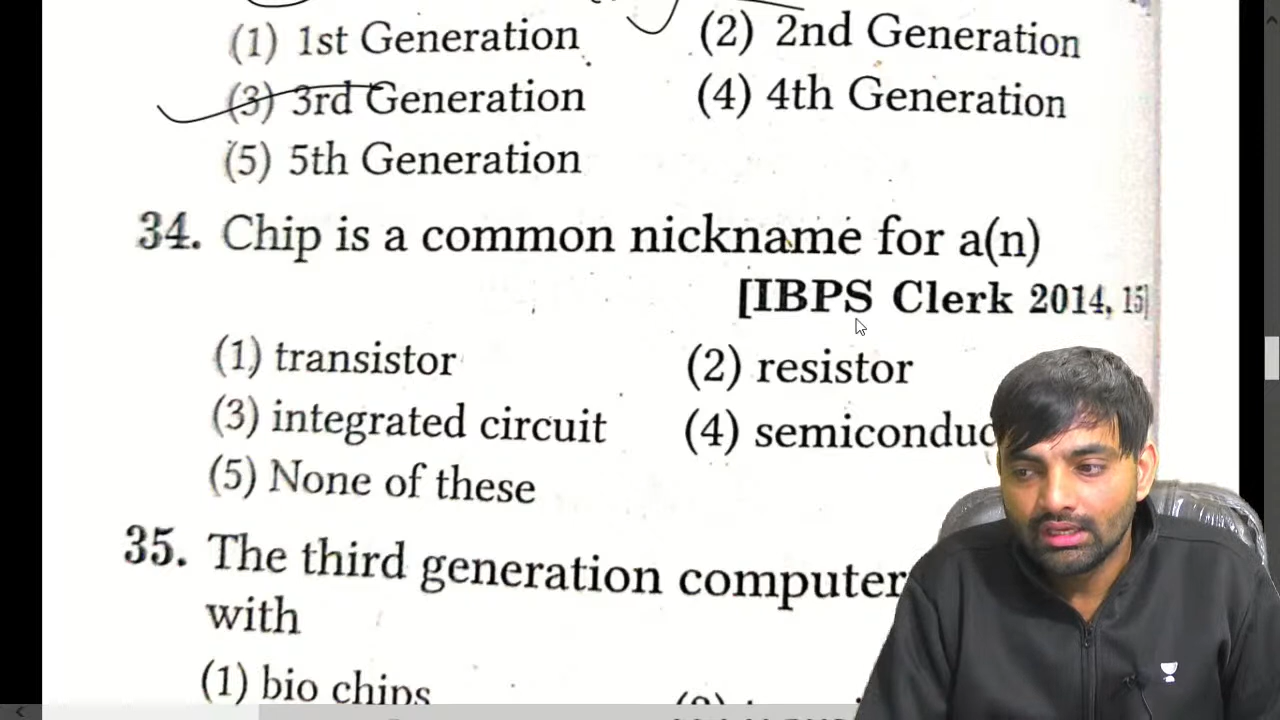 (1) 1st Generation (2) 2nd Generation
(3) 3rd Generation (4) 4th Generation
(5) 5th Generation
34. Chip is a common nickname for a(n)
[IBPS Clerk 2014, 15]
(1) transistor (2) resistor
(3) integrated circuit (4) semiconduc
(5) None of these
35. The third generation computer
with
(1) bio chips